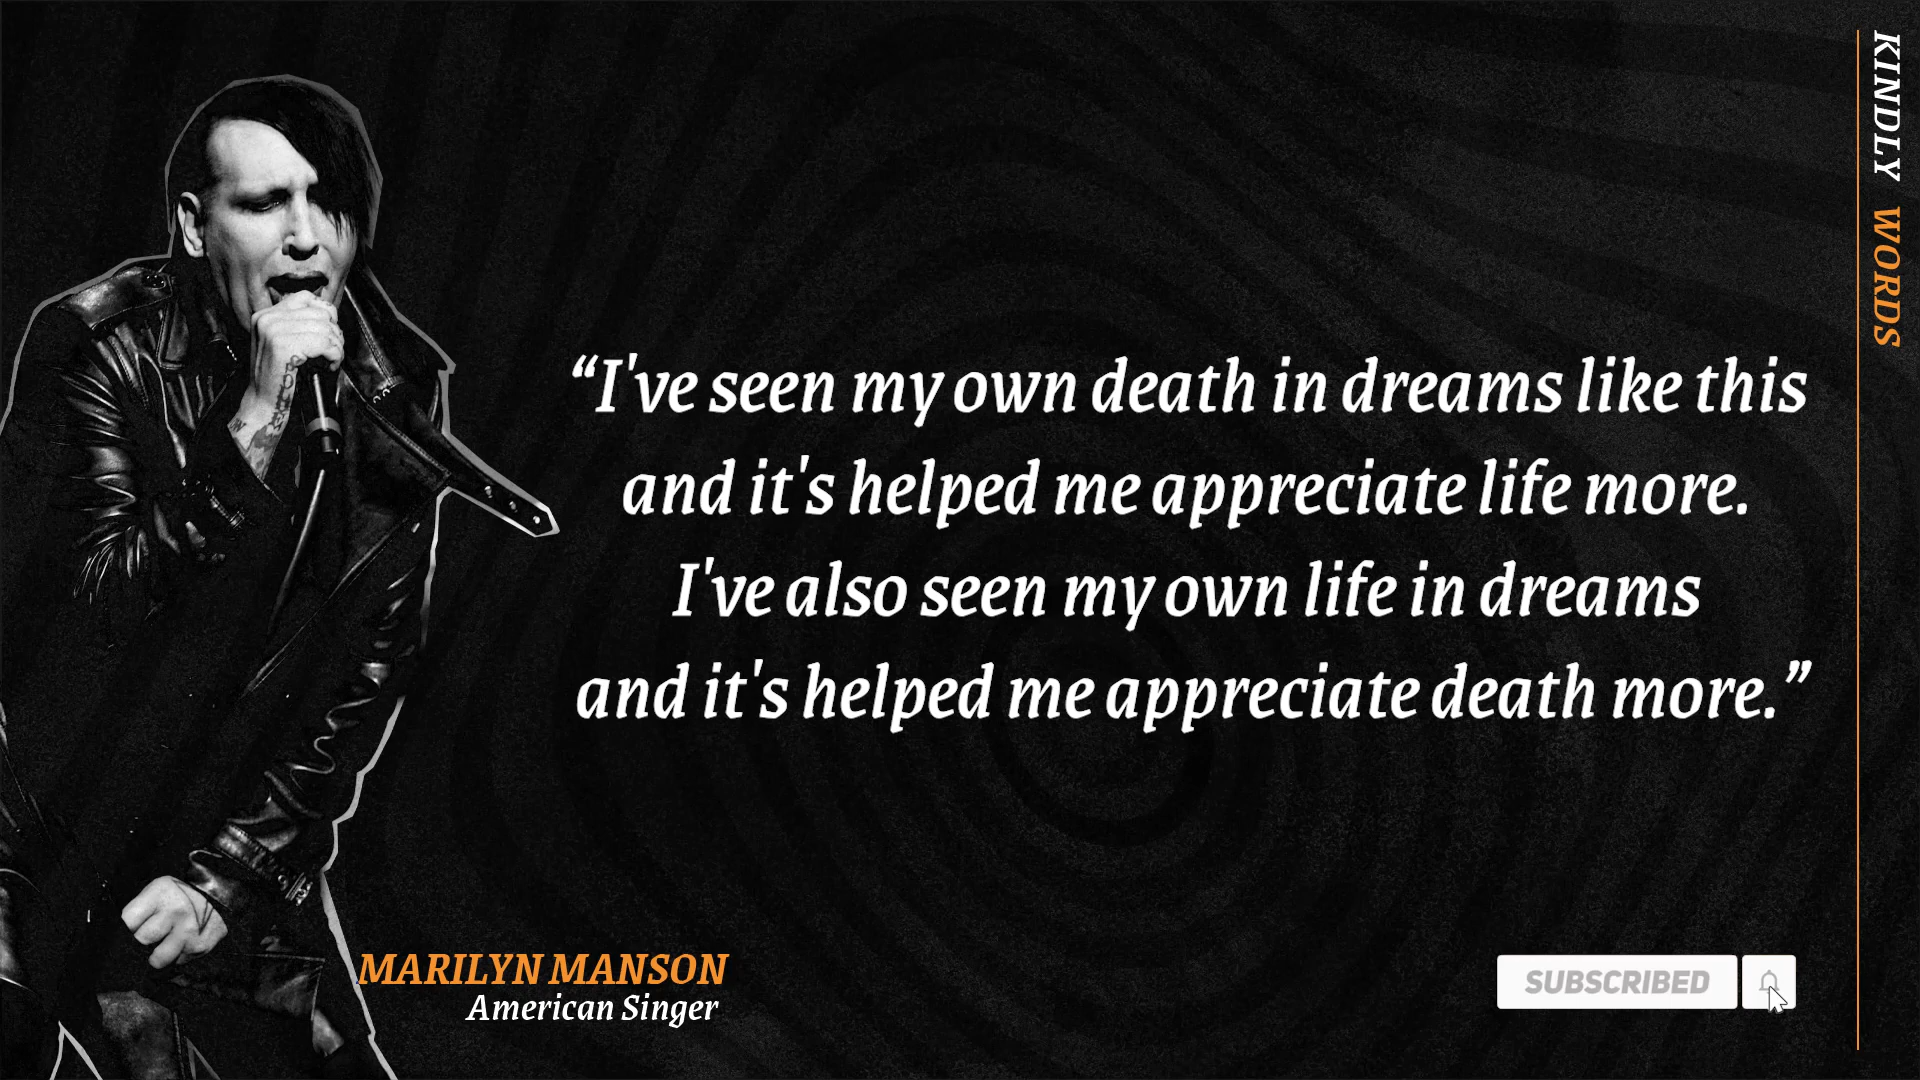 KINDLY WORDS
“I've seen my own death in dreams like this
and it's helped me appreciate life more.
I've also seen my own life in dreams
and it's helped me appreciate death more.”
MARILYN MANSON
American Singer
SUBSCRIBED